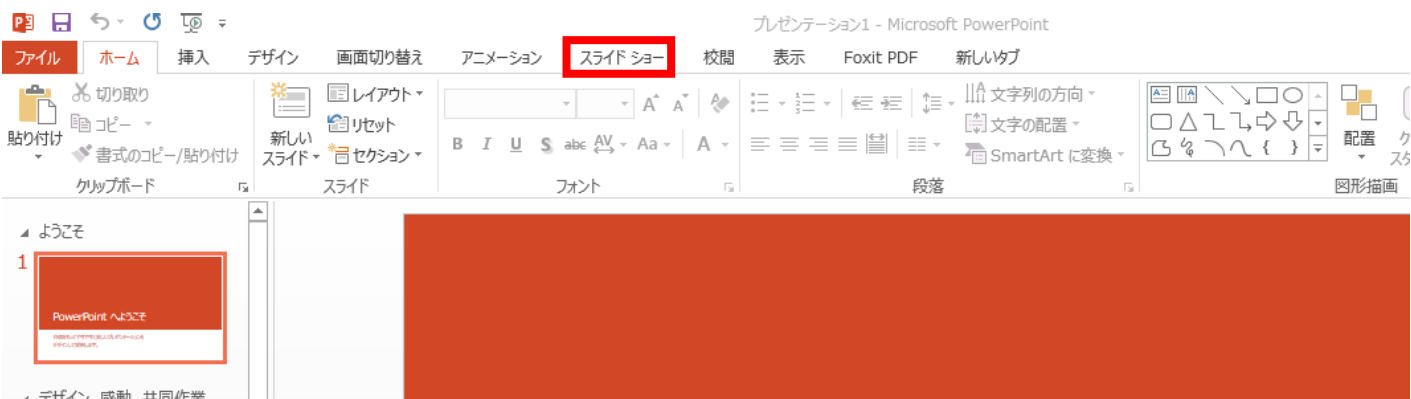 プレゼンテーション1 - Microsoft PowerPoint
ファイル ホーム 挿入 デザイン 画面切り替え アニメーション スライド ショー 校閲 表示 Foxit PDF 新しいタブ
貼り付け
切り取り
コピー
書式のコピー/貼り付け
クリップボード
新しい
スライド
レイアウト
リセット
セクション
スライド
B I U S abc AV Aa A
フォント
文字列の方向
文字の配置
SmartArt に変換
段落
配置
図形描画
ようこそ
1
PowerPoint へようこそ